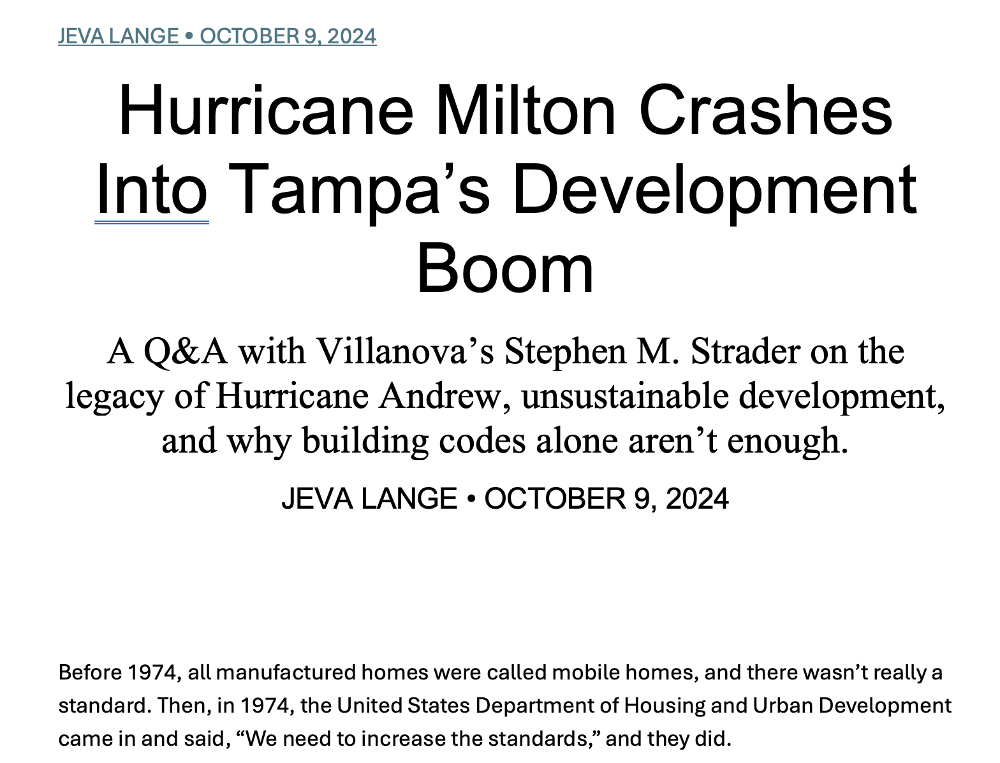 JEVA LANGE • OCTOBER 9, 2024
Hurricane Milton Crashes
Into Tampa’s Development
Boom
A Q&A with Villanova’s Stephen M. Strader on the
legacy of Hurricane Andrew, unsustainable development,
and why building codes alone aren’t enough.
JEVA LANGE • OCTOBER 9, 2024
Before 1974, all manufactured homes were called mobile homes, and there wasn’t really a
standard. Then, in 1974, the United States Department of Housing and Urban Development
came in and said, “We need to increase the standards,” and they did.